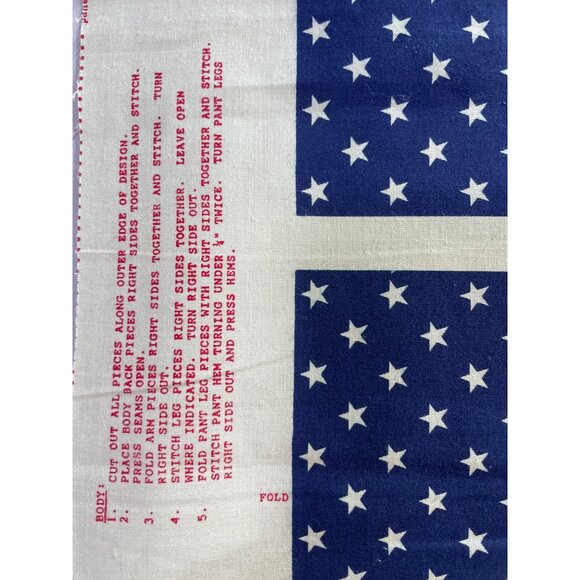 BODY:
1. CUT OUT ALL PIECES ALONG OUTER EDGE OF DESIGN.
2. PLACE BODY BACK PIECES RIGHT SIDES TOGETHER AND STITCH.
PRESS SEAMS OPEN.
3. FOLD ARM PIECES RIGHT SIDES TOGETHER AND STITCH. TURN
RIGHT SIDE OUT.
4. STITCH LEG PIECES RIGHT SIDES TOGETHER. LEAVE OPEN
WHERE INDICATED. TURN RIGHT SIDE OUT.
5. FOLD PANT LEG PIECES WITH RIGHT SIDES TOGETHER AND STITCH.
STITCH PANT HEM TURNING UNDER ¼" TWICE. TURN PANT LEGS
RIGHT SIDE OUT AND PRESS HEMS.
FOLD